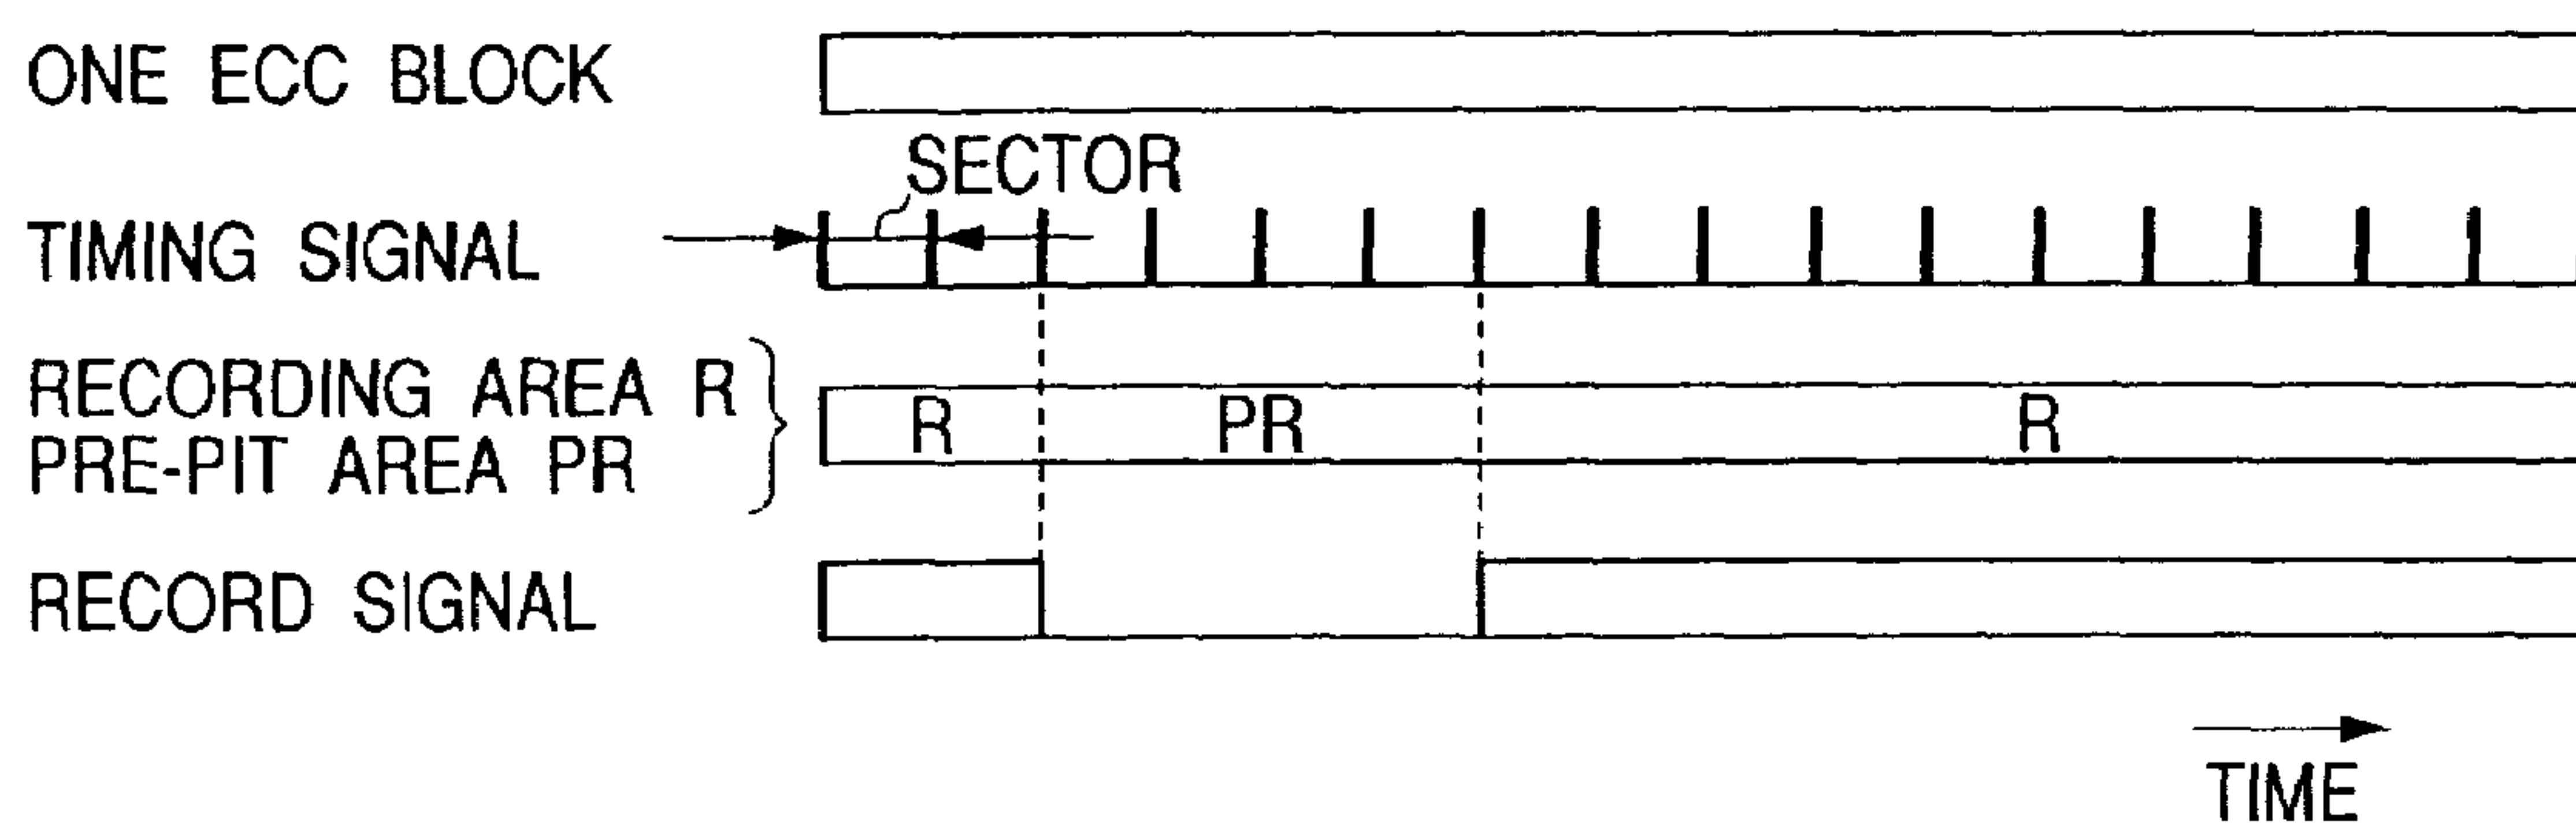 ONE ECC BLOCK
SECTOR
TIMING SIGNAL
RECORDING AREA R
PRE-PIT AREA PR
R
PR
R
RECORD SIGNAL
TIME